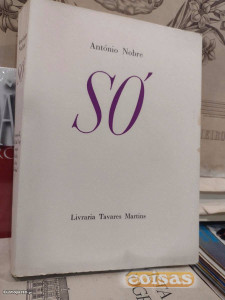 António Nobre
SÓ
Livraria Tavares Martins
coisas